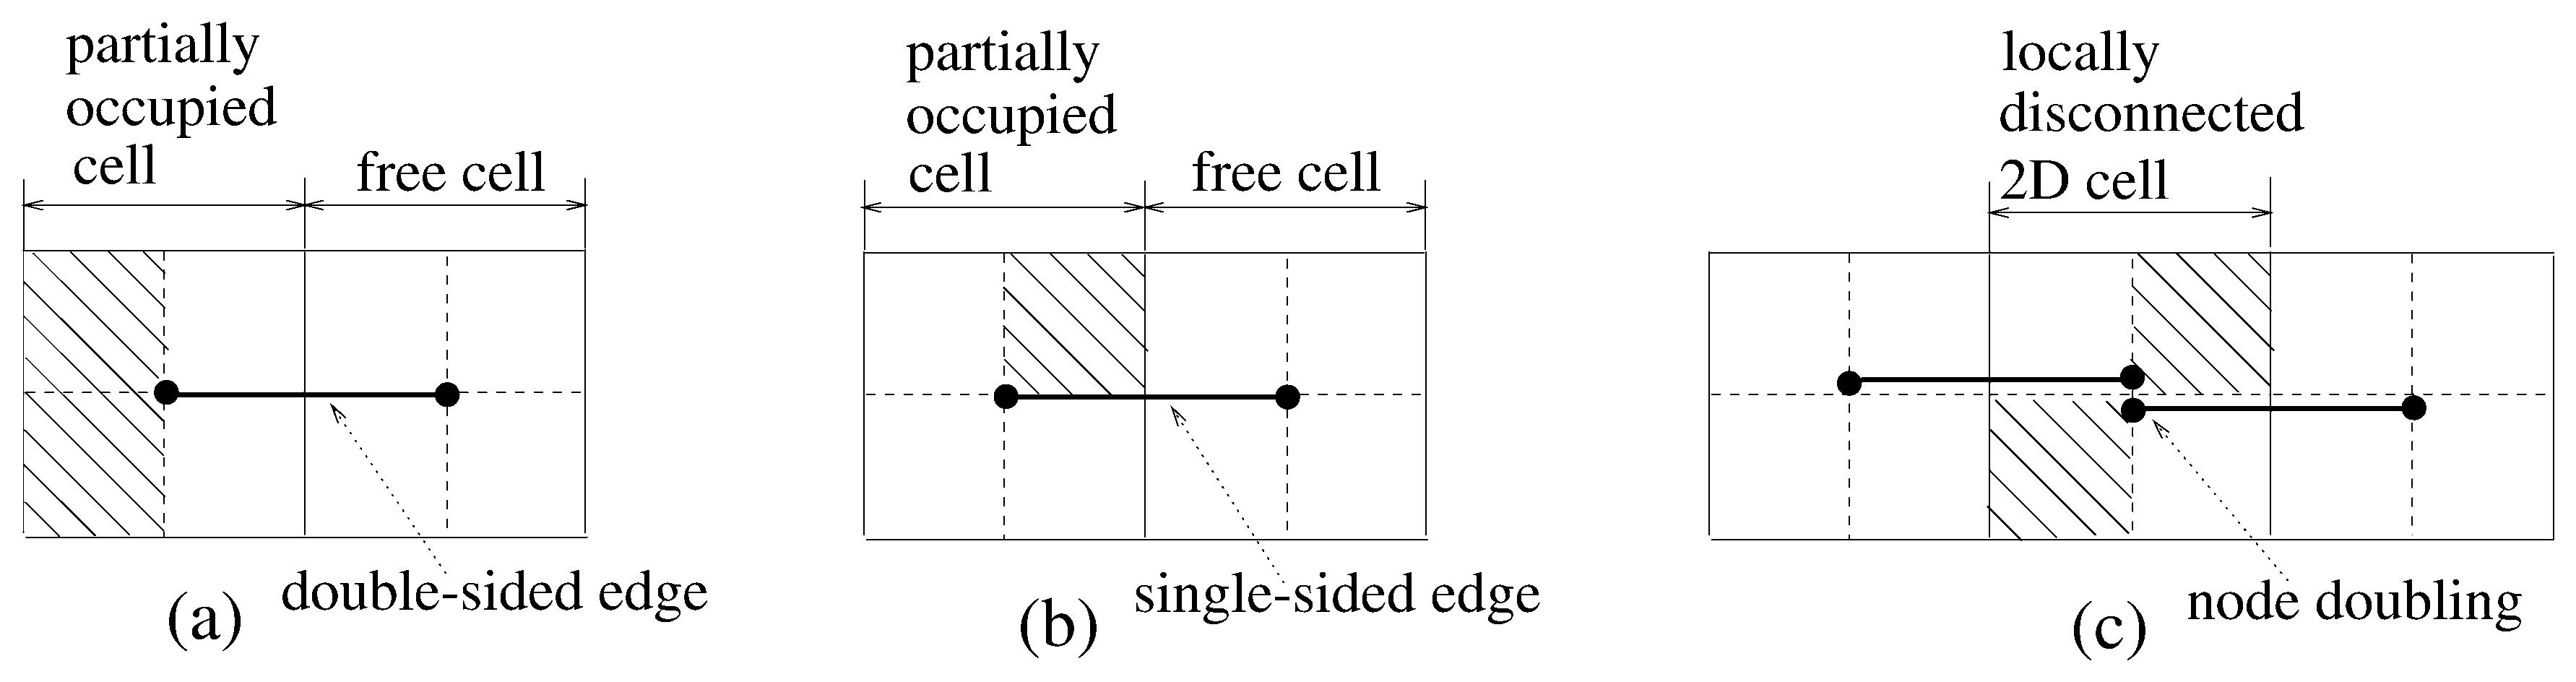 partially
occupied
cell
free cell
double-sided edge
(a)
partially
occupied
cell
free cell
single-sided edge
(b)
locally
disconnected
2D cell
node doubling
(c)